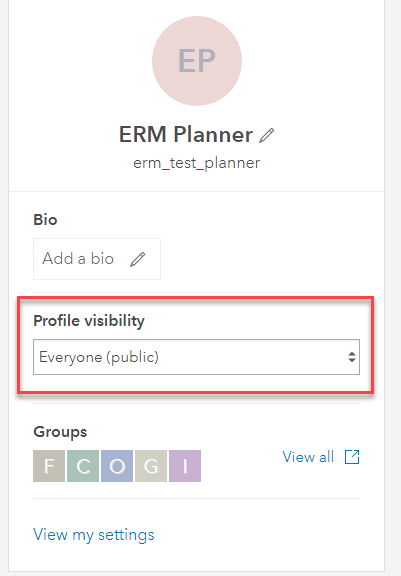 EP
ERM Planner
erm_test_planner
Bio
Add a bio
Profile visibility
Everyone (public)
Groups
F C O G I
View all
View my settings